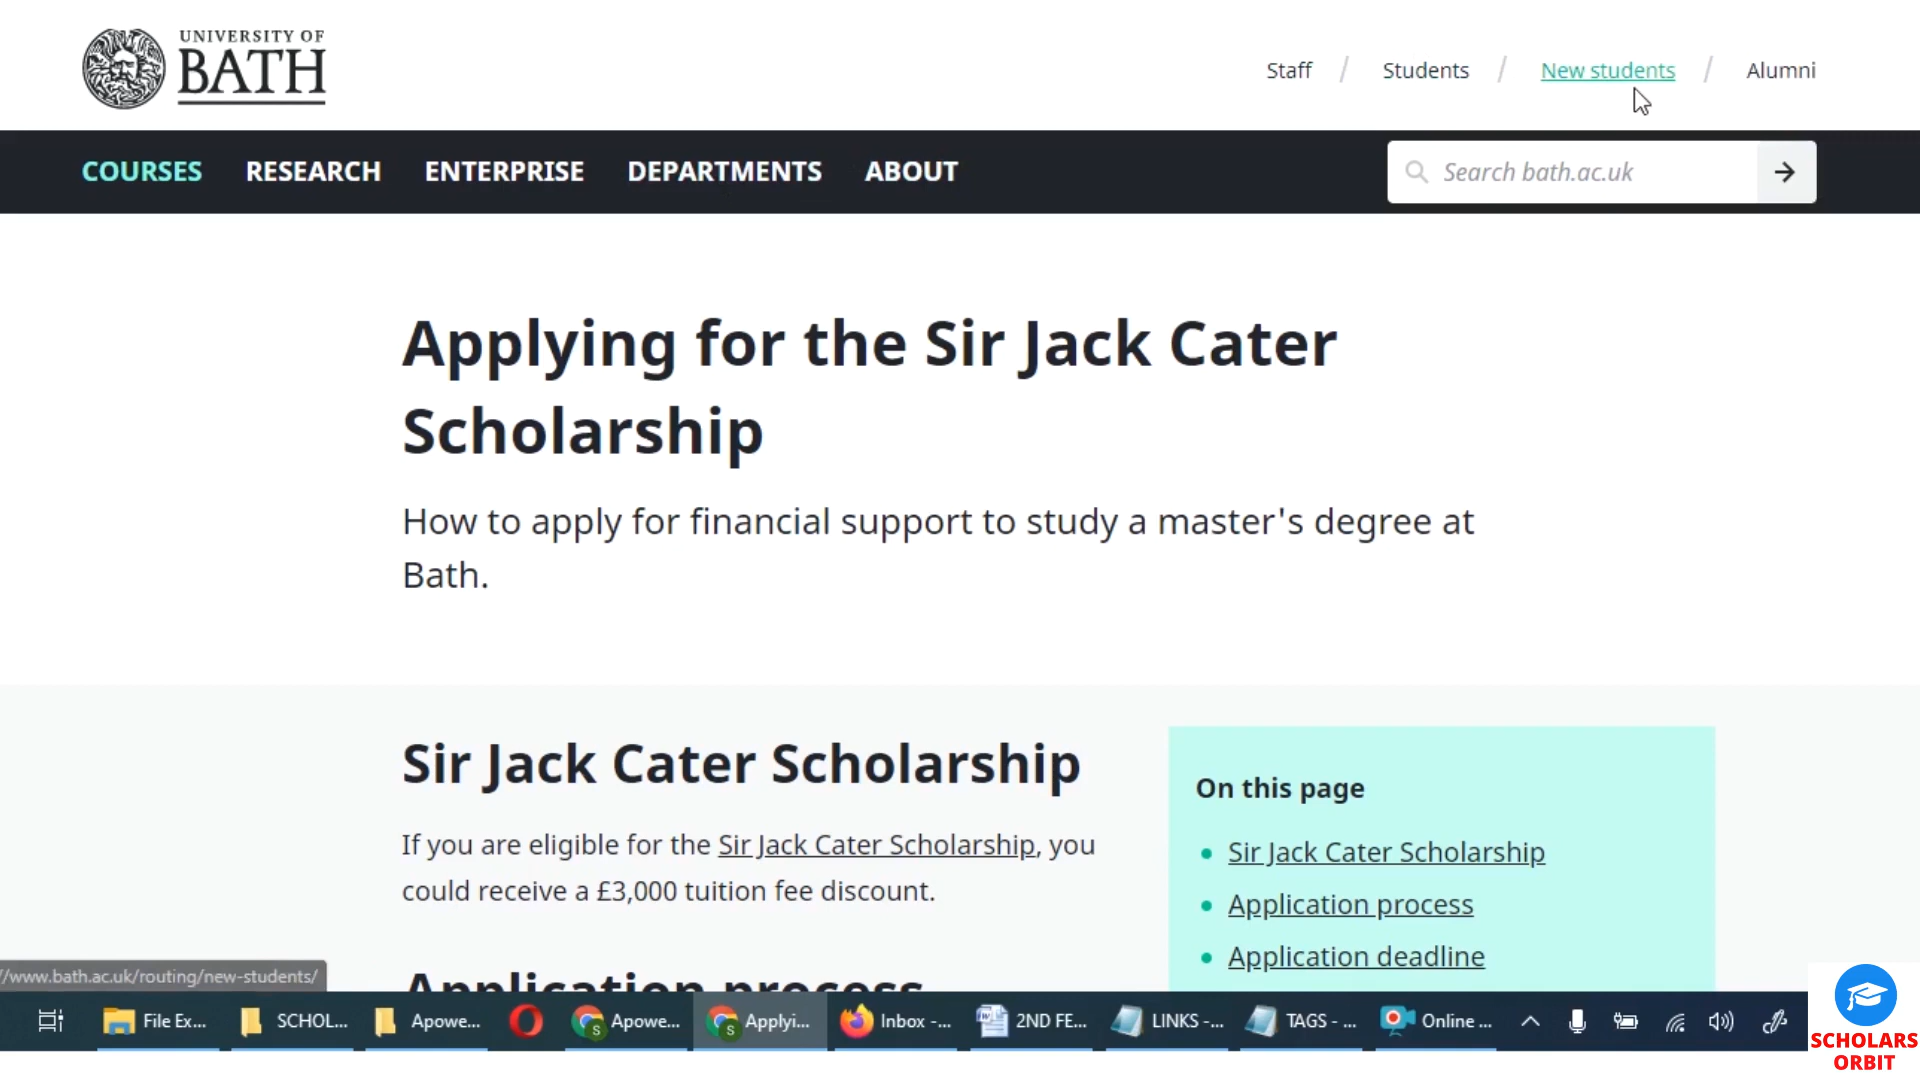 UNIVERSITY OF
BATH
Staff / Students / New students / Alumni
COURSES RESEARCH ENTERPRISE DEPARTMENTS ABOUT Search bath.ac.uk →
Applying for the Sir Jack Cater
Scholarship
How to apply for financial support to study a master's degree at
Bath.
Sir Jack Cater Scholarship
If you are eligible for the Sir Jack Cater Scholarship, you
could receive a £3,000 tuition fee discount.
Application process
On this page
• Sir Jack Cater Scholarship
• Application process
• Application deadline
//www.bath.ac.uk/routing/new-students/
File Ex... SCHOL... Apowe... S Apowe... S Applyi... Inbox -... 2ND FE... LINKS -... TAGS - ... Online ...
SCHOLARS
ORBIT